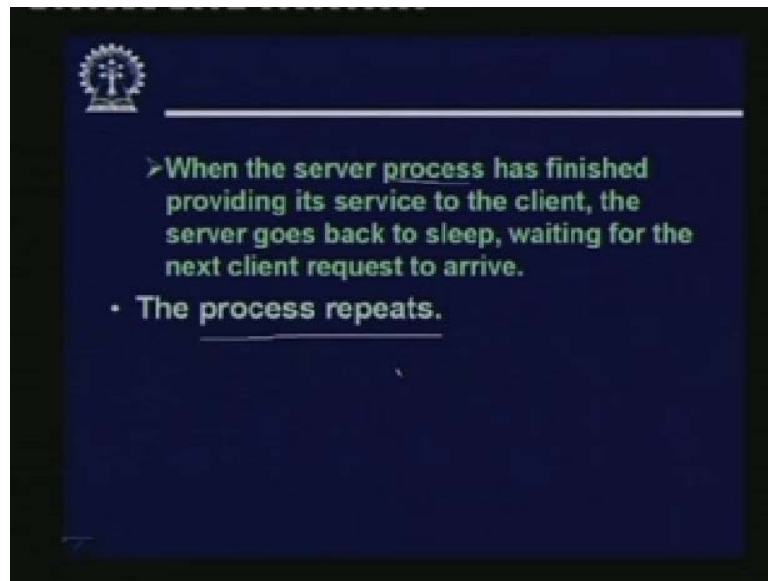 ➢When the server process has finished
providing its service to the client, the
server goes back to sleep, waiting for the
next client request to arrive.
• The process repeats.